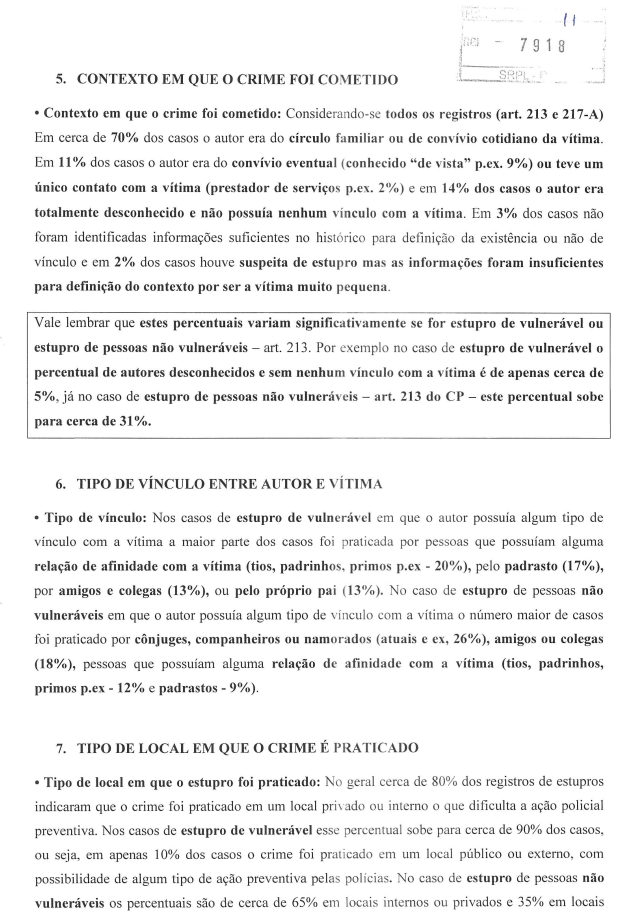 11
7918
SRPL-P
5. CONTEXTO EM QUE O CRIME FOI COMETIDO
• Contexto em que o crime foi cometido: Considerando-se todos os registros (art. 213 e 217-A)
Em cerca de 70% dos casos o autor era do círculo familiar ou de convívio cotidiano da vítima.
Em 11% dos casos o autor era do convívio eventual (conhecido “de vista” p.ex. 9%) ou teve um
único contato com a vítima (prestador de serviços p.ex. 2%) e em 14% dos casos o autor era
totalmente desconhecido e não possuía nenhum vínculo com a vítima. Em 3% dos casos não
foram identificadas informações suficientes no histórico para definição da existência ou não de
vínculo e em 2% dos casos houve suspeita de estupro mas as informações foram insuficientes
para definição do contexto por ser a vítima muito pequena.
Vale lembrar que estes percentuais variam significativamente se for estupro de vulnerável ou
estupro de pessoas não vulneráveis – art. 213. Por exemplo no caso de estupro de vulnerável o
percentual de autores desconhecidos e sem nenhum vínculo com a vítima é de apenas cerca de
5%, já no caso de estupro de pessoas não vulneráveis – art. 213 do CP – este percentual sobe
para cerca de 31%.
6. TIPO DE VÍNCULO ENTRE AUTOR E VÍTIMA
• Tipo de vínculo: Nos casos de estupro de vulnerável em que o autor possuía algum tipo de
vínculo com a vítima a maior parte dos casos foi praticada por pessoas que possuíam alguma
relação de afinidade com a vítima (tios, padrinhos, primos p.ex - 20%), pelo padrasto (17%),
por amigos e colegas (13%), ou pelo próprio pai (13%). No caso de estupro de pessoas não
vulneráveis em que o autor possuía algum tipo de vínculo com a vítima o número maior de casos
foi praticado por cônjuges, companheiros ou namorados (atuais e ex, 26%), amigos ou colegas
(18%), pessoas que possuíam alguma relação de afinidade com a vítima (tios, padrinhos,
primos p.ex - 12% e padrastos - 9%).
7. TIPO DE LOCAL EM QUE O CRIME É PRATICADO
• Tipo de local em que o estupro foi praticado: No geral cerca de 80% dos registros de estupros
indicaram que o crime foi praticado em um local privado ou interno o que dificulta a ação policial
preventiva. Nos casos de estupro de vulnerável esse percentual sobe para cerca de 90% dos casos,
ou seja, em apenas 10% dos casos o crime foi praticado em um local público ou externo, com
possibilidade de algum tipo de ação preventiva pelas polícias. No caso de estupro de pessoas não
vulneráveis os percentuais são de cerca de 65% em locais internos ou privados e 35% em locais